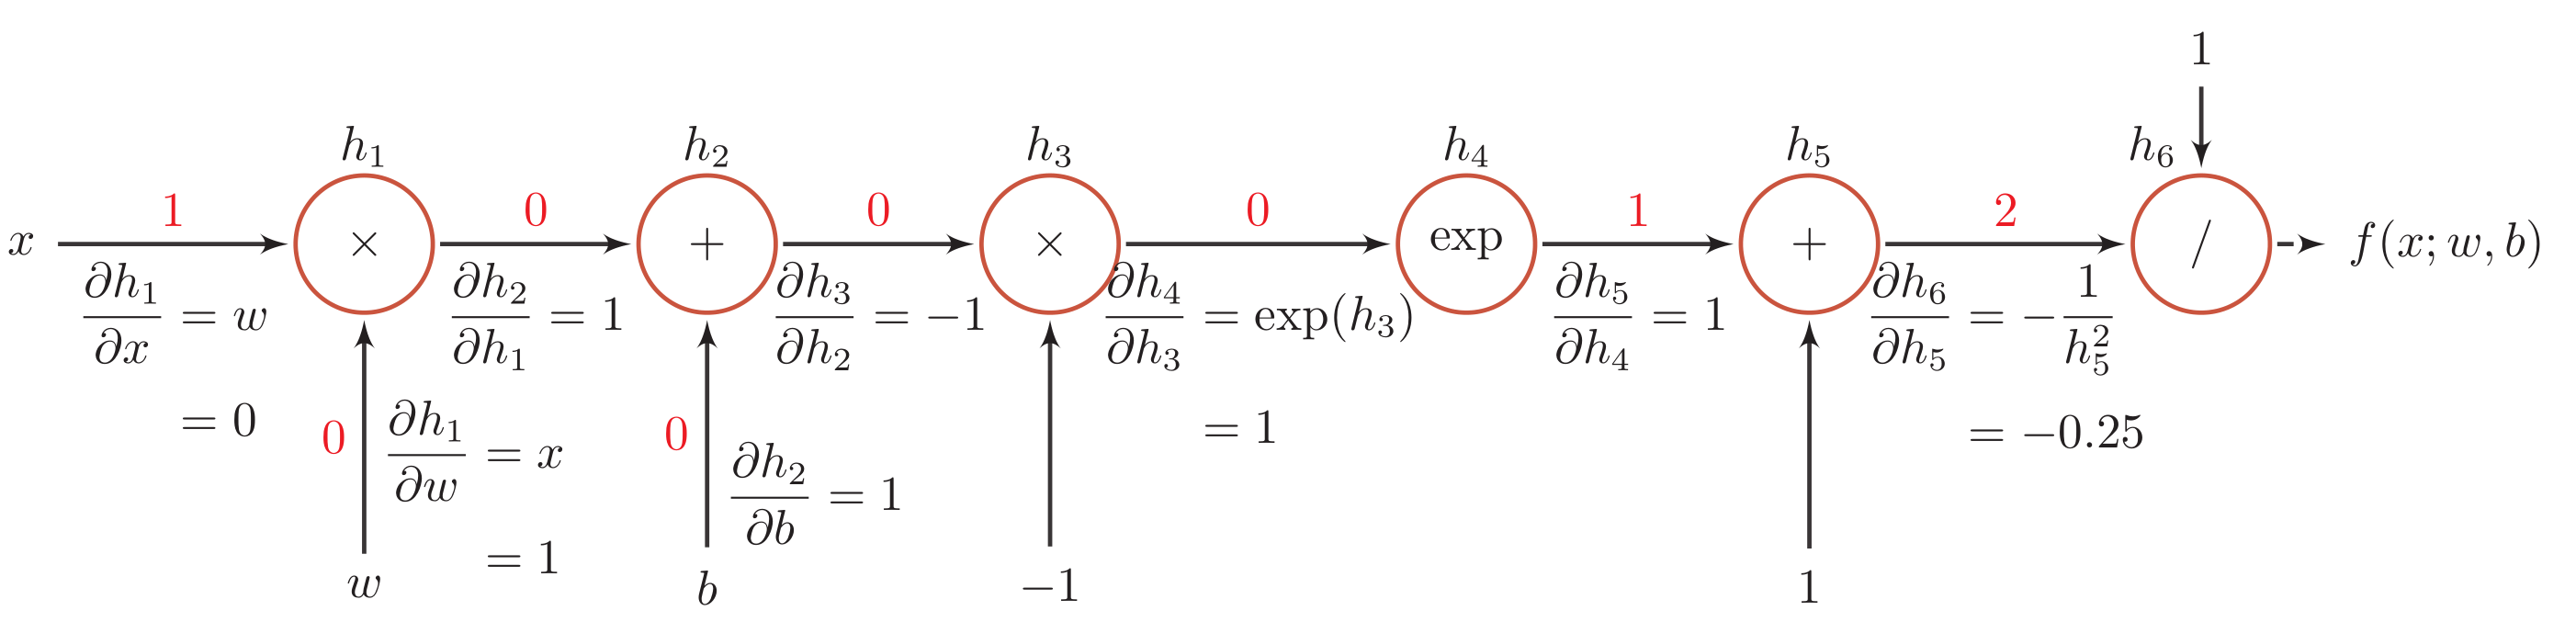 1
h₁ h₂ h₃ h₄ h₅ h₆
x 1 × 0 + 0 × 0 exp 1 + 2 / f(x; w, b)
∂h₁/∂x = w ∂h₂/∂h₁ = 1 ∂h₃/∂h₂ = −1 ∂h₄/∂h₃ = exp(h₃) ∂h₅/∂h₄ = 1 ∂h₆/∂h₅ = −1/h₅²
= 0 = 1 = −0.25
0 ∂h₁/∂w = x 0 ∂h₂/∂b = 1
= 1
w b −1 1